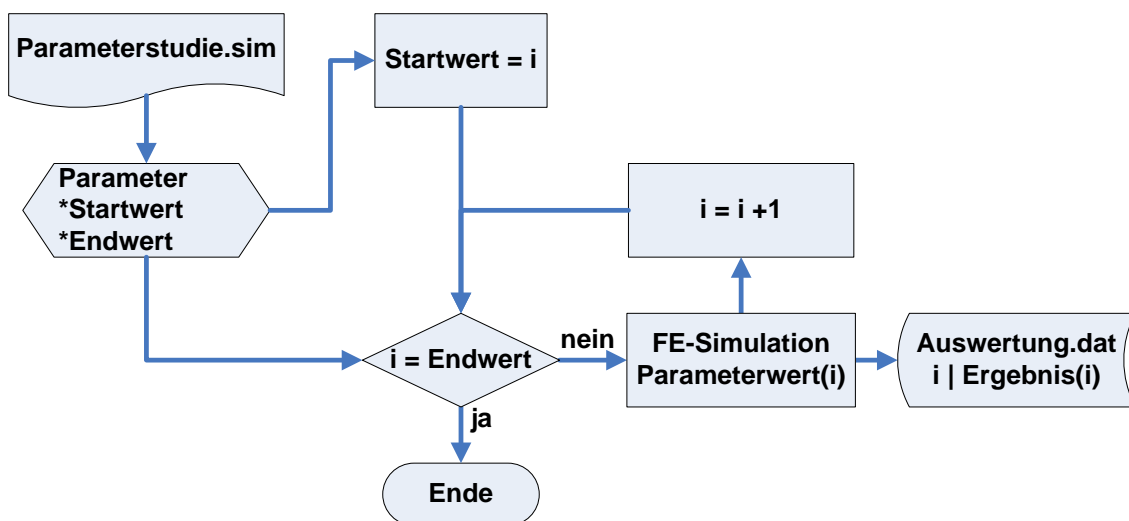 Parameterstudie.sim
Startwert = i
Parameter
*Startwert
*Endwert
i = i +1
i = Endwert
nein
FE-Simulation
Parameterwert(i)
Auswertung.dat
i | Ergebnis(i)
ja
Ende